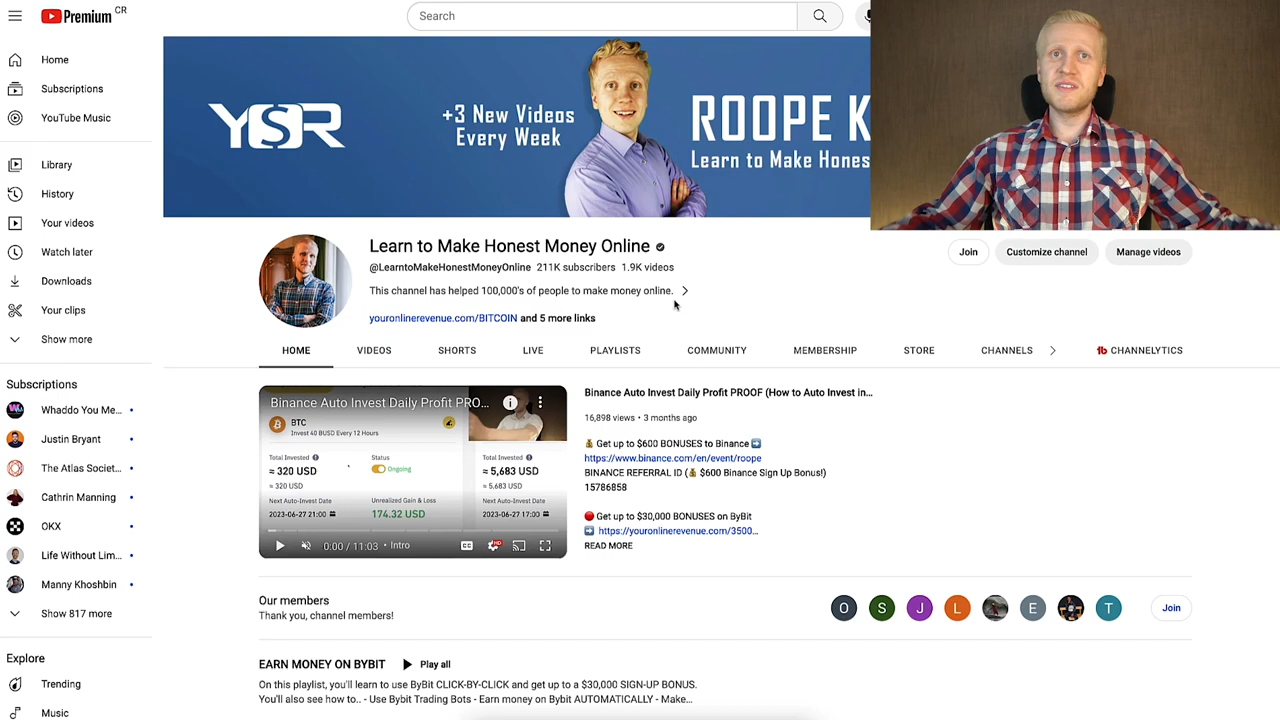 Premium CR
Search
Home
Subscriptions
YouTube Music
Library
History
Your videos
Watch later
Downloads
Your clips
Show more
Subscriptions
Whaddo You Me...
Justin Bryant
The Atlas Societ...
Cathrin Manning
OKX
Life Without Lim...
Manny Khoshbin
Show 817 more
Explore
Trending
Music
YSR
+3 New Videos
Every Week
ROOPE K
Learn to Make Hones
Learn to Make Honest Money Online
@LearntoMakeHonestMoneyOnline 211K subscribers 1.9K videos
This channel has helped 100,000's of people to make money online.
youronlinerevenue.com/BITCOIN and 5 more links
Join
Customize channel
Manage videos
HOME
VIDEOS
SHORTS
LIVE
PLAYLISTS
COMMUNITY
MEMBERSHIP
STORE
CHANNELS
tb CHANNELYTICS
Binance Auto Invest Daily Profit PRO...
BTC
Invest 40 BUSD Every 12 Hours
Total Invested
Status
Total Invested
≈ 320 USD
Ongoing
≈ 5,683 USD
≈ 320 USD
≈ 5,683 USD
Next Auto-Invest Date
Unrealized Gain & Loss
Next Auto-Invest Date
2023-06-27 21:00
174.32 USD
2023-06-27 17:00
0:00 / 11:03 • Intro
CC
HD
Binance Auto Invest Daily Profit PROOF (How to Auto Invest in...
16,898 views • 3 months ago
💰 Get up to $600 BONUSES to Binance ➡️
https://www.binance.com/en/event/roope
BINANCE REFERRAL ID (💰 $600 Binance Sign Up Bonus!)
15786858
🔴 Get up to $30,000 BONUSES on ByBit
➡️ https://youronlinerevenue.com/3500...
READ MORE
Our members
Thank you, channel members!
O
S
J
L
E
T
Join
EARN MONEY ON BYBIT
Play all
On this playlist, you'll learn to use ByBit CLICK-BY-CLICK and get up to a $30,000 SIGN-UP BONUS.
You'll also see how to.. - Use Bybit Trading Bots - Earn money on Bybit AUTOMATICALLY - Make...